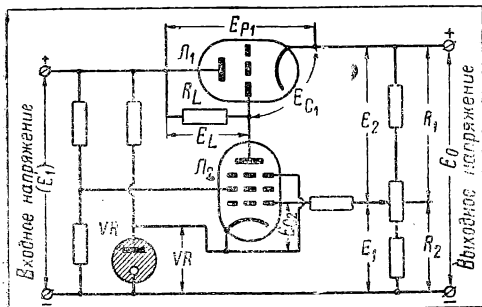 E_P1
Л₁
+
+
R_L
E_C1
E_L
Л₂
E_C2
Входное напряжение
(E₁)
VR
VR
E₂
R₁
E₁
R₂
E₀
Выходное напряжение
−
−